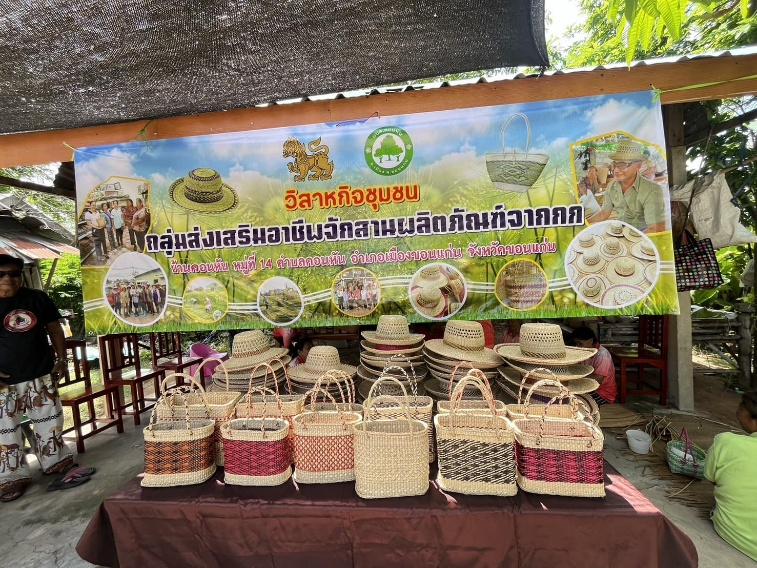 วิสาหกิจชุมชน
กลุ่มส่งเสริมอาชีพจักสานผลิตภัณฑ์จากกก
บ้านดอนหัน หมู่ที่ 14 ตำบลดอนหัน อำเภอเมืองขอนแก่น จังหวัดขอนแก่น